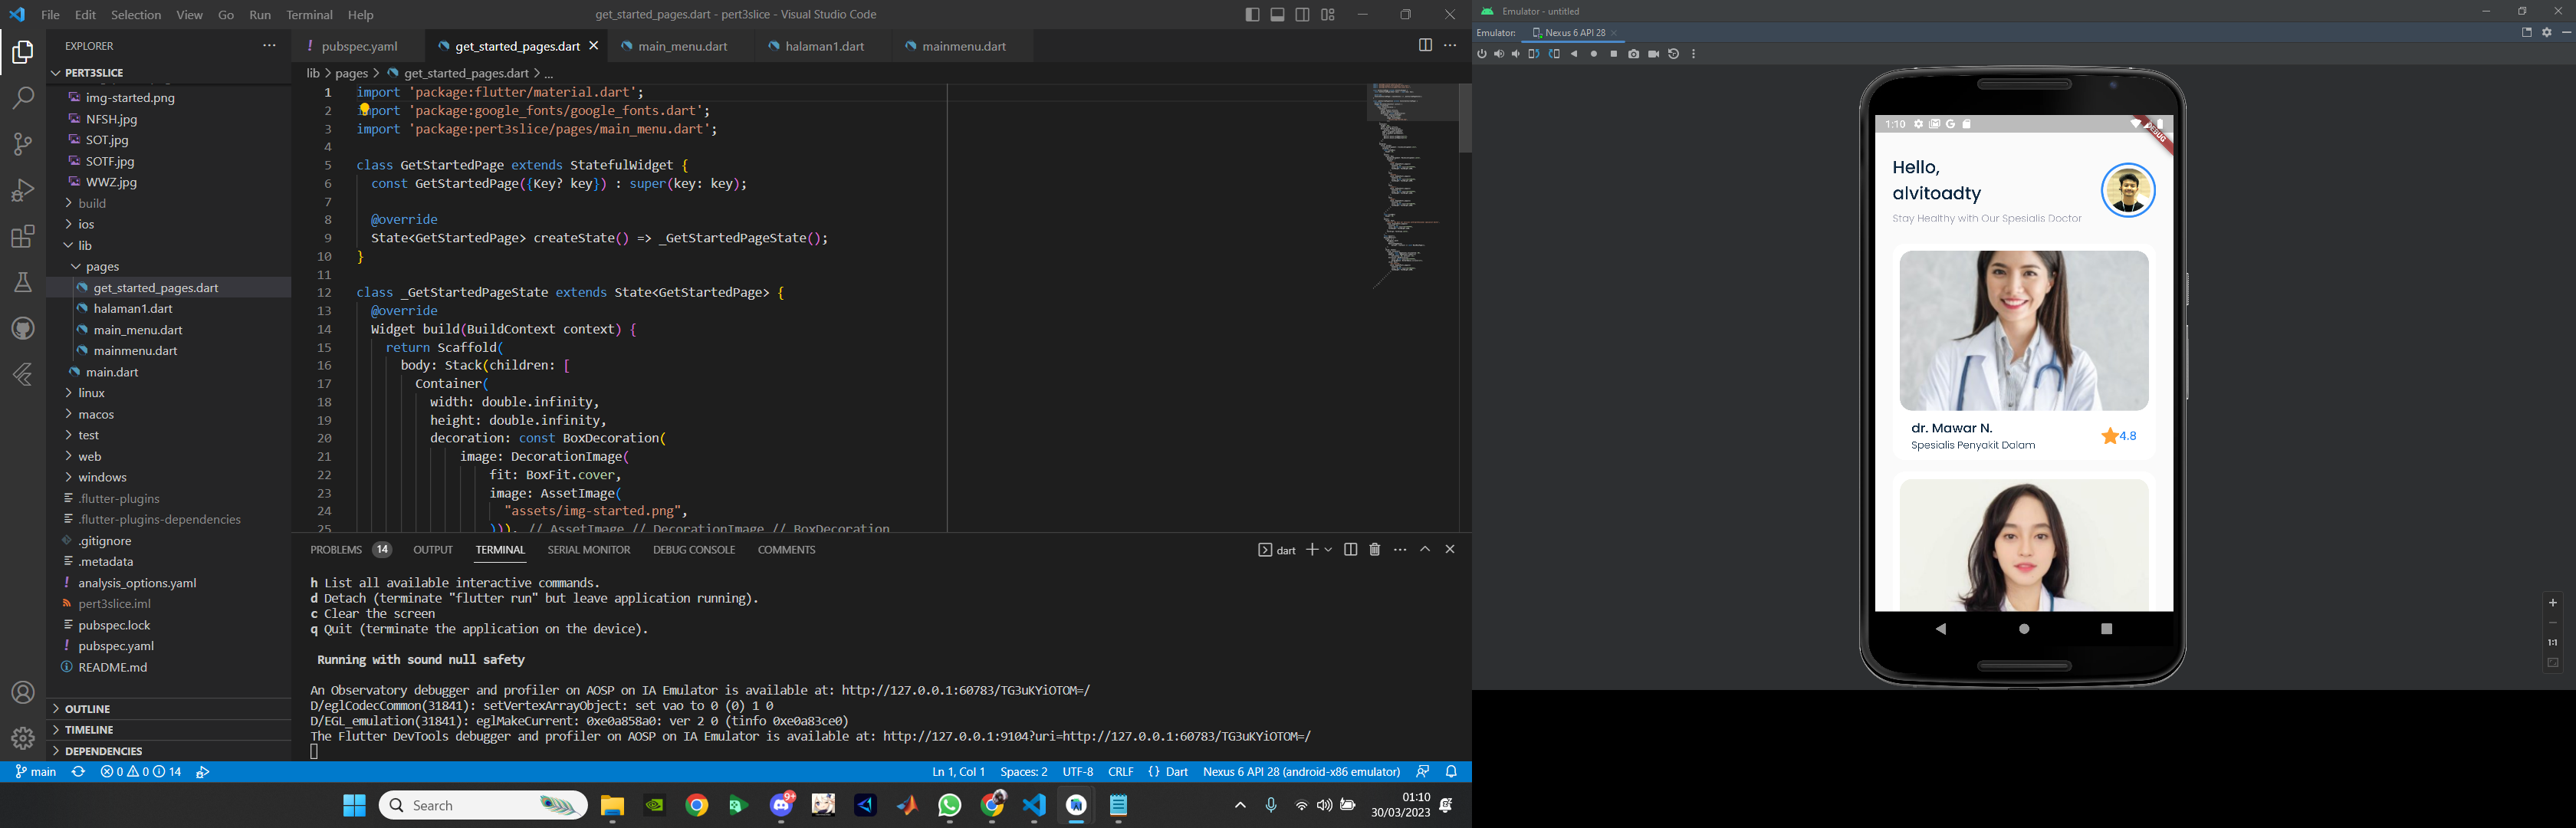 File Edit Selection View Go Run Terminal Help
get_started_pages.dart - pert3slice - Visual Studio Code
EXPLORER
PERT3SLICE
img-started.png
NFSH.jpg
SOT.jpg
SOTF.jpg
WWZ.jpg
build
ios
lib
pages
get_started_pages.dart
halaman1.dart
main_menu.dart
mainmenu.dart
main.dart
linux
macos
test
web
windows
.flutter-plugins
.flutter-plugins-dependencies
.gitignore
.metadata
analysis_options.yaml
pert3slice.iml
pubspec.lock
pubspec.yaml
README.md
OUTLINE
TIMELINE
DEPENDENCIES
pubspec.yaml get_started_pages.dart main_menu.dart halaman1.dart mainmenu.dart
lib > pages > get_started_pages.dart > ...
1 import 'package:flutter/material.dart';
2 import 'package:google_fonts/google_fonts.dart';
3 import 'package:pert3slice/pages/main_menu.dart';
4
5 class GetStartedPage extends StatefulWidget {
6 const GetStartedPage({Key? key}) : super(key: key);
7
8 @override
9 State<GetStartedPage> createState() => _GetStartedPageState();
10 }
11
12 class _GetStartedPageState extends State<GetStartedPage> {
13 @override
14 Widget build(BuildContext context) {
15 return Scaffold(
16 body: Stack(children: [
17 Container(
18 width: double.infinity,
19 height: double.infinity,
20 decoration: const BoxDecoration(
21 image: DecorationImage(
22 fit: BoxFit.cover,
23 image: AssetImage(
24 "assets/img-started.png",
25 ))), // AssetImage // DecorationImage // BoxDecoration
PROBLEMS 14 OUTPUT TERMINAL SERIAL MONITOR DEBUG CONSOLE COMMENTS
dart
h List all available interactive commands.
d Detach (terminate "flutter run" but leave application running).
c Clear the screen
q Quit (terminate the application on the device).
Running with sound null safety
An Observatory debugger and profiler on AOSP on IA Emulator is available at: http://127.0.0.1:60783/TG3uKYiOTOM=/
D/eglCodecCommon(31841): setVertexArrayObject: set vao to 0 (0) 1 0
D/EGL_emulation(31841): eglMakeCurrent: 0xe0a858a0: ver 2 0 (tinfo 0xe0a83ce0)
The Flutter DevTools debugger and profiler on AOSP on IA Emulator is available at: http://127.0.0.1:9104?uri=http://127.0.0.1:60783/TG3uKYiOTOM=/
main 0 0 14
Ln 1, Col 1 Spaces: 2 UTF-8 CRLF {} Dart Nexus 6 API 28 (android-x86 emulator)
Search
9+
01:10
30/03/2023
Emulator - untitled
Emulator: Nexus 6 API 28
1:10
DEBUG
Hello,
alvitoadty
Stay Healthy with Our Spesialis Doctor
dr. Mawar N.
Spesialis Penyakit Dalam
4.8
1:1